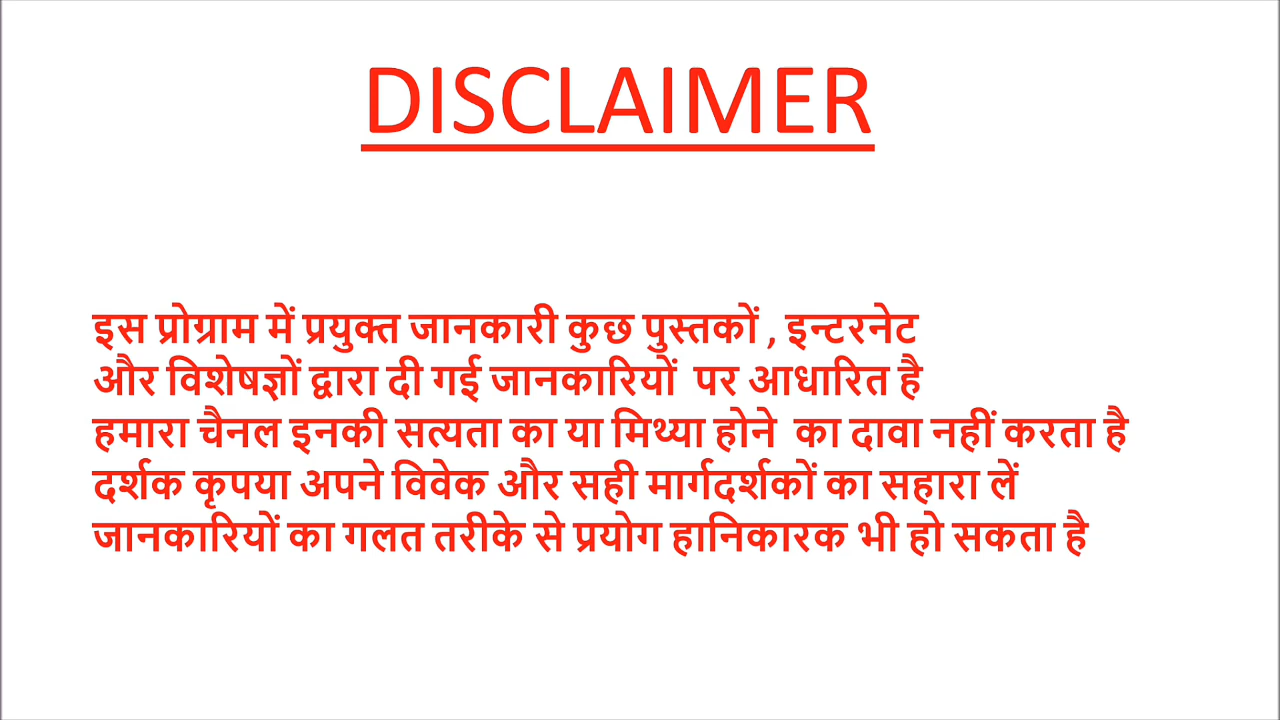 DISCLAIMER
इस प्रोग्राम में प्रयुक्त जानकारी कुछ पुस्तकों , इन्टरनेट
और विशेषज्ञों द्वारा दी गई जानकारियों पर आधारित है
हमारा चैनल इनकी सत्यता का या मिथ्या होने का दावा नहीं करता है
दर्शक कृपया अपने विवेक और सही मार्गदर्शकों का सहारा लें
जानकारियों का गलत तरीके से प्रयोग हानिकारक भी हो सकता है